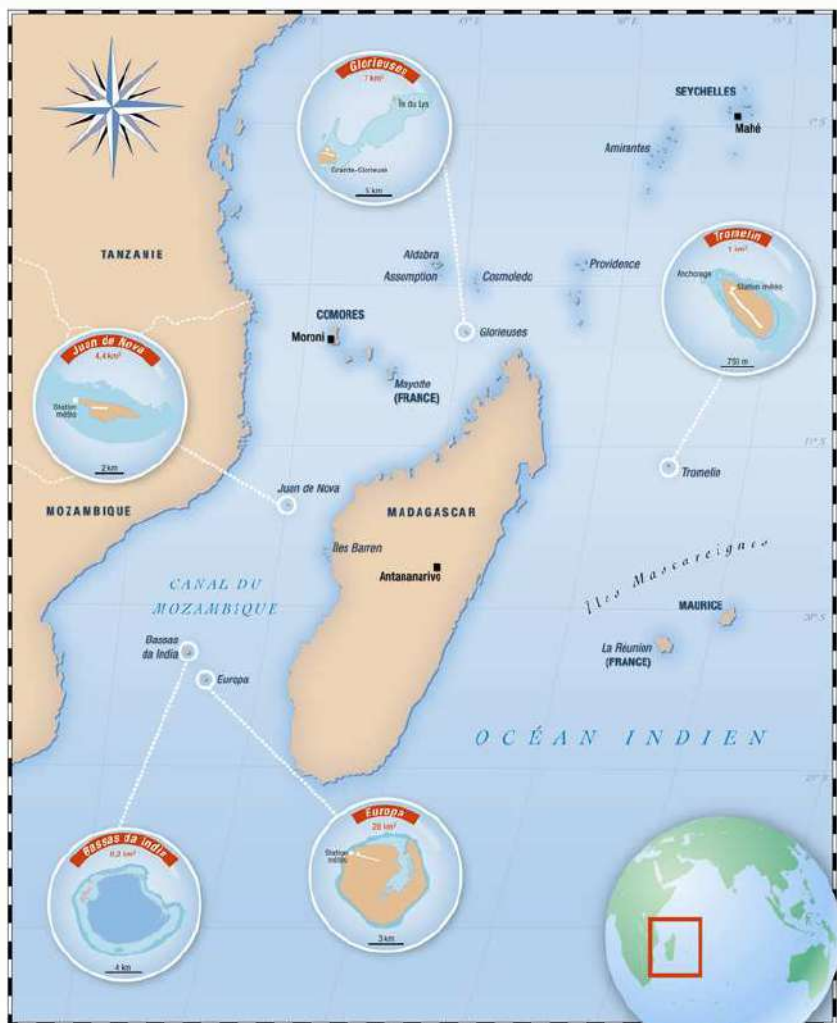 Glorieuses
7 km²
Île du Lys
Grande-Glorieuse
5 km
SEYCHELLES
Mahé
Amirantes
Tromelin
1 km²
Anchorage
Station météo
750 m
TANZANIE
Aldabra
Assomption
Cosmoledo
Providence
COMORES
Moroni
Glorieuses
Mayotte
(FRANCE)
Juan de Nova
4,4 km²
Station
météo
2 km
Tromelin
Juan de Nova
MOZAMBIQUE
MADAGASCAR
Îles Barren
Antananarivo
Îles Mascareignes
CANAL DU
MOZAMBIQUE
MAURICE
La Réunion
(FRANCE)
Bassas
da India
Europa
OCÉAN INDIEN
Bassas da India
0,2 km²
4 km
Europa
28 km²
Station
météo
3 km